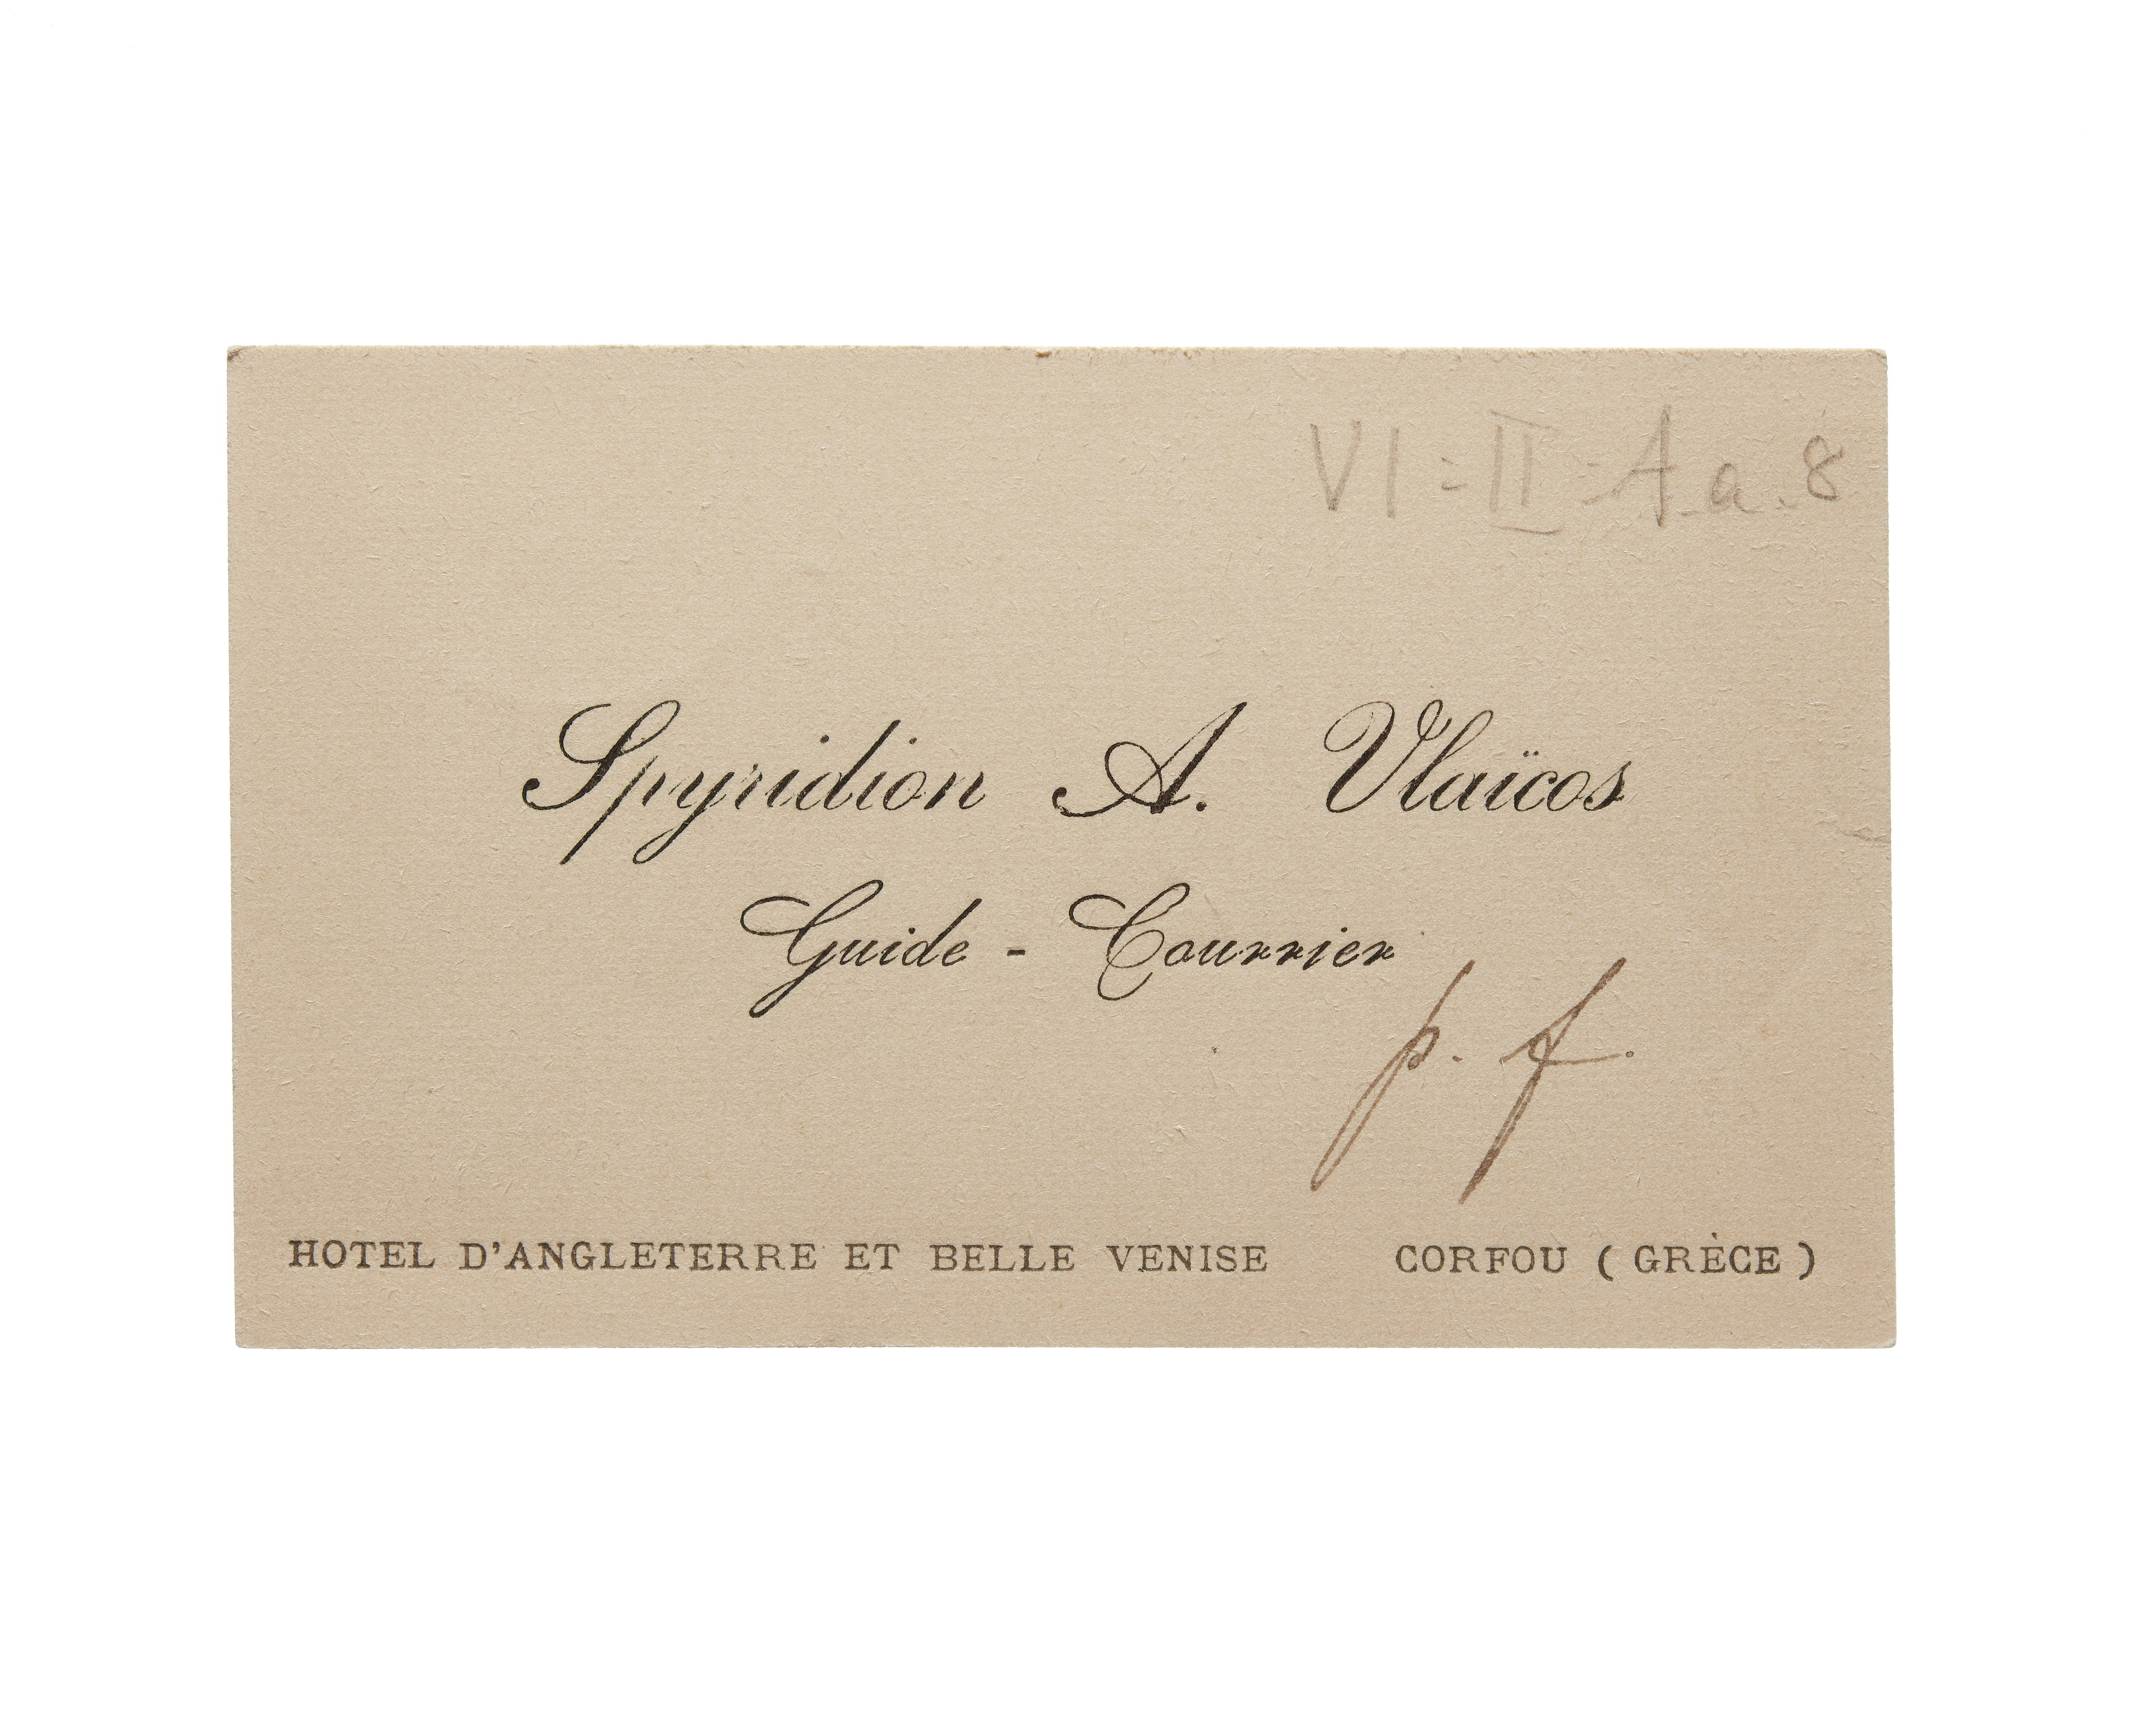 VI = II = A.a.8
Spyridion A. Vlaïcos
Guide - Courrier
p. f.
HOTEL D'ANGLETERRE ET BELLE VENISE CORFOU ( GRÈCE )